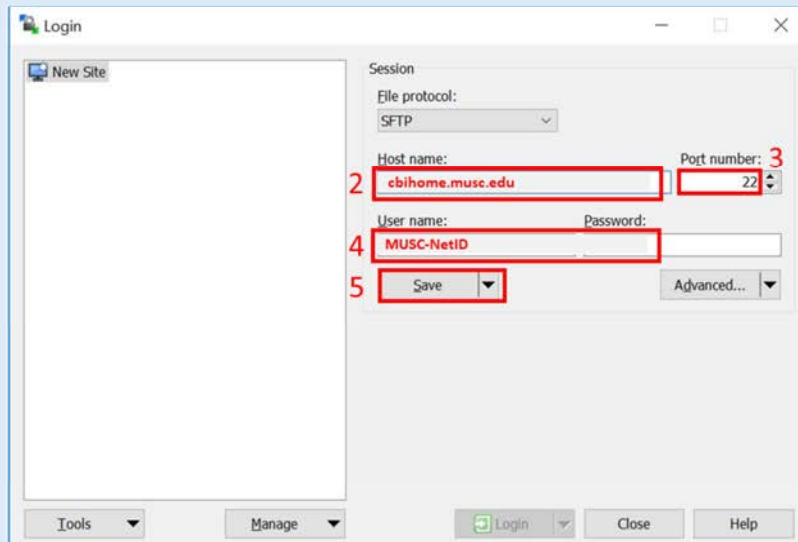 Login
New Site
Session
File protocol:
SFTP
Host name:
Port number: 3
2 cbihome.musc.edu
22
User name:
Password:
4 MUSC-NetID
5 Save
Advanced...
Tools
Manage
Login
Close
Help